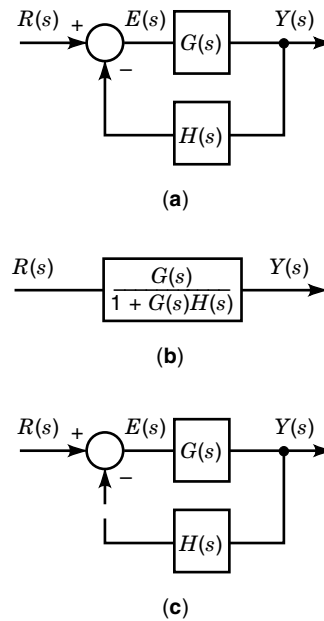 R(s) + E(s) Y(s)
G(s)
−
H(s)
(a)
R(s) G(s) Y(s)
1 + G(s)H(s)
(b)
R(s) + E(s) Y(s)
G(s)
−
H(s)
(c)